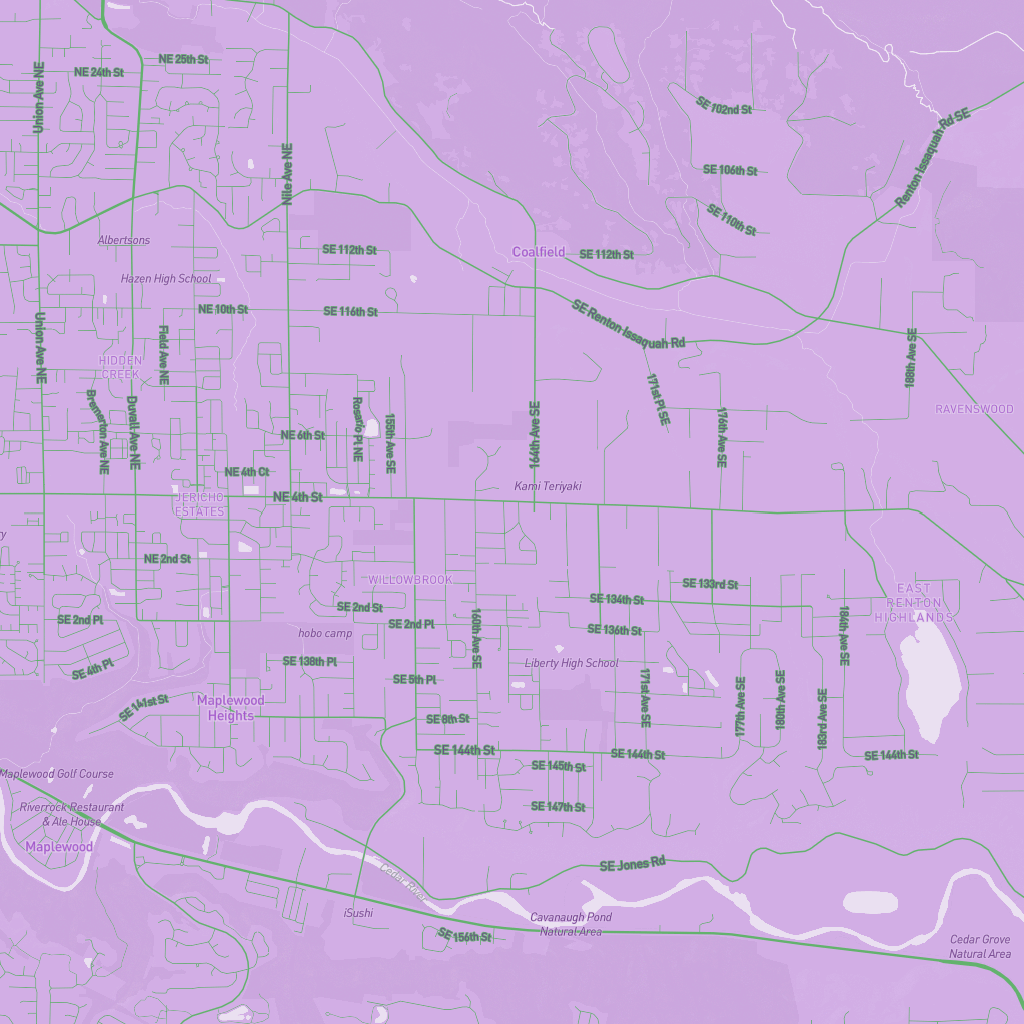 NE 25th St
NE 24th St
Union Ave NE
SE 102nd St
Renton Issaquah Rd SE
Nile Ave NE
SE 106th St
SE 110th St
Albertsons
SE 112th St
Coalfield
SE 112th St
Hazen High School
NE 10th St
SE 116th St
SE Renton Issaquah Rd
Union Ave NE
Field Ave NE
188th Ave SE
HIDDEN
CREEK
Bremerton Ave NE
Duvall Ave NE
Rosario Pl NE
155th Ave SE
164th Ave SE
171st Pl SE
176th Ave SE
RAVENSWOOD
NE 6th St
NE 4th Ct
Kami Teriyaki
JERICHO
ESTATES
NE 4th St
ry
NE 2nd St
WILLOWBROOK
SE 133rd St
EAST
RENTON
HIGHLANDS
SE 134th St
SE 2nd St
SE 2nd Pl
SE 2nd Pl
160th Ave SE
SE 136th St
184th Ave SE
hobo camp
SE 138th Pl
Liberty High School
SE 4th Pl
SE 5th Pl
171st Ave SE
177th Ave SE
180th Ave SE
183rd Ave SE
SE 141st St
Maplewood
Heights
SE 8th St
SE 144th St
SE 144th St
SE 144th St
SE 145th St
Maplewood Golf Course
Riverrock Restaurant
& Ale House
SE 147th St
Maplewood
SE Jones Rd
Cedar River
iSushi
Cavanaugh Pond
Natural Area
SE 156th St
Cedar Grove
Natural Area